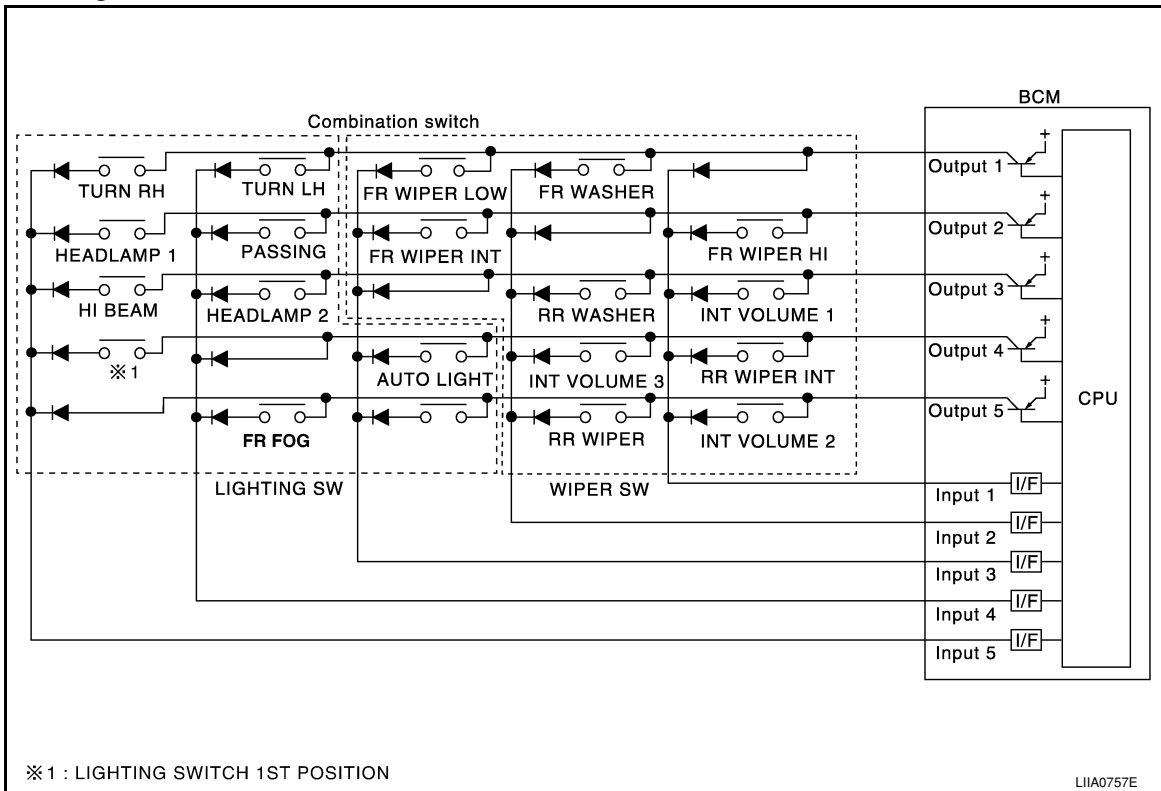 BCM
Combination switch
Output 1
TURN RH
TURN LH
FR WIPER LOW
FR WASHER
Output 2
HEADLAMP 1
PASSING
FR WIPER INT
FR WIPER HI
Output 3
HI BEAM
HEADLAMP 2
RR WASHER
INT VOLUME 1
Output 4
※1
AUTO LIGHT
INT VOLUME 3
RR WIPER INT
CPU
Output 5
FR FOG
RR WIPER
INT VOLUME 2
LIGHTING SW
WIPER SW
Input 1
I/F
Input 2
I/F
Input 3
I/F
Input 4
I/F
Input 5
I/F
+
+
+
+
+
※1 : LIGHTING SWITCH 1ST POSITION
LIIA0757E